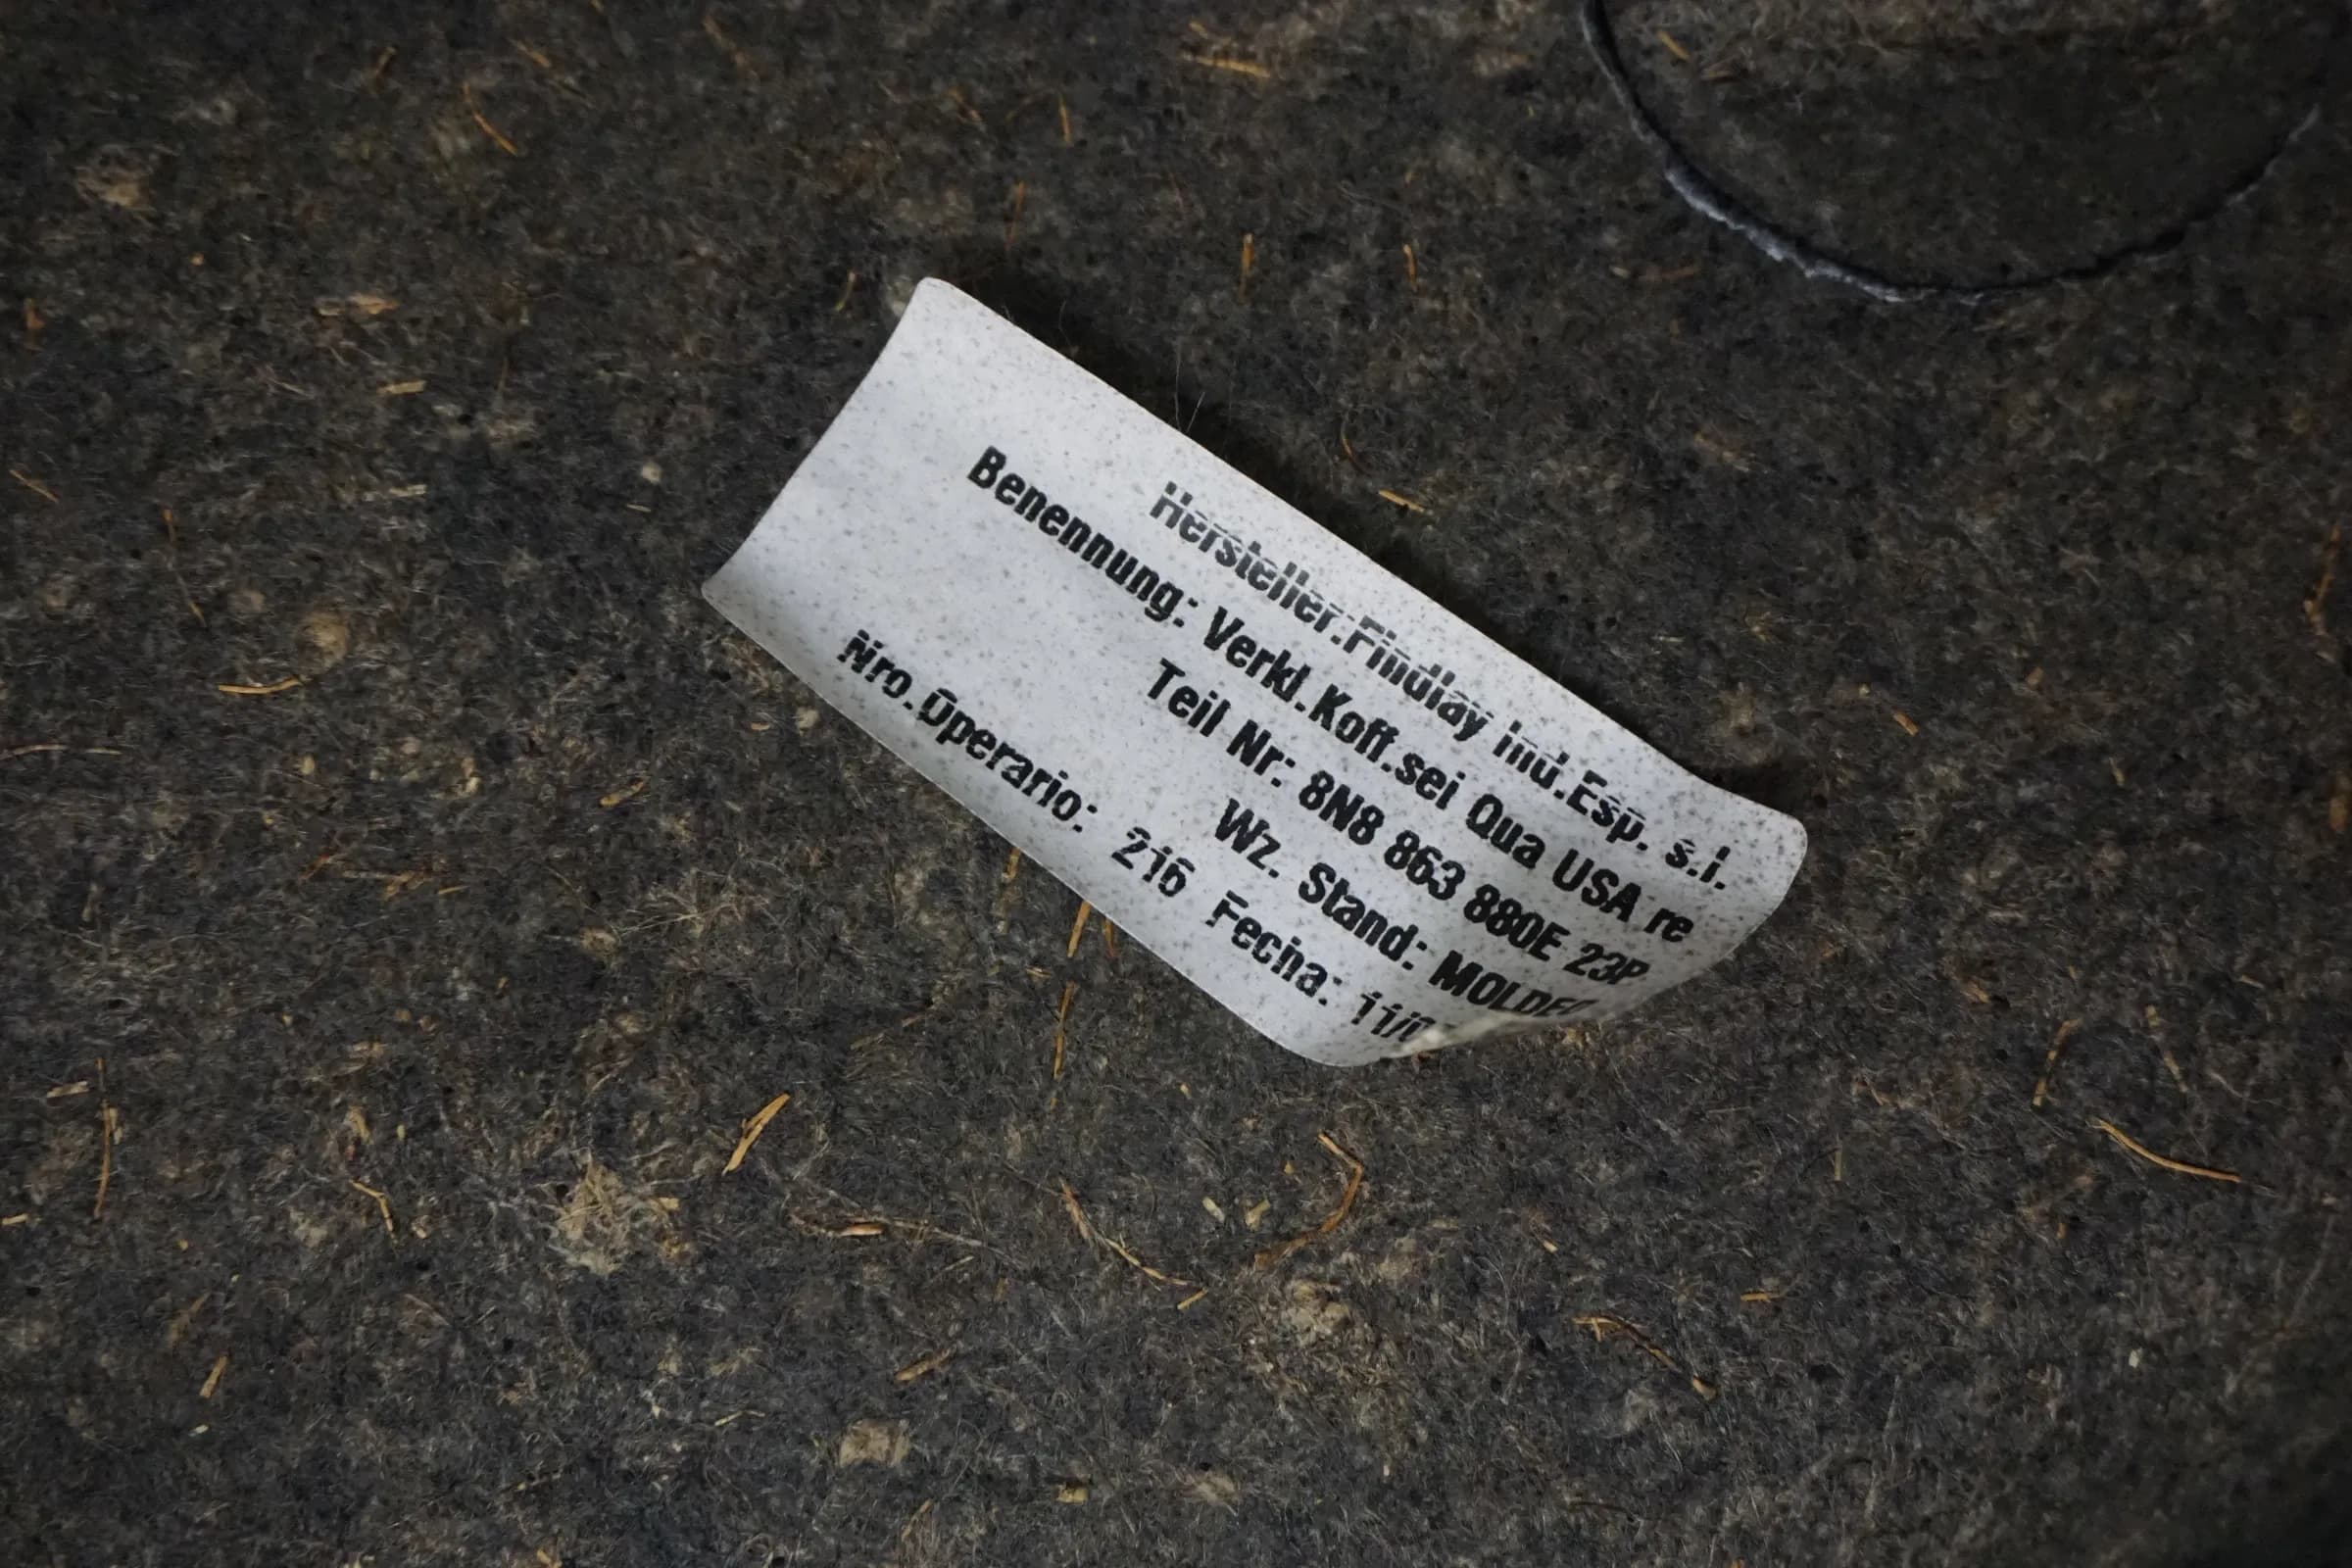 Hersteller:Findlay Ind.Esp. s.l.
Benennung: Verkl.Koff.sei Qua USA re
Teil Nr: 8N8 863 880E 23P
Wz. Stand:
Nro.Operario: 216 Fecha: